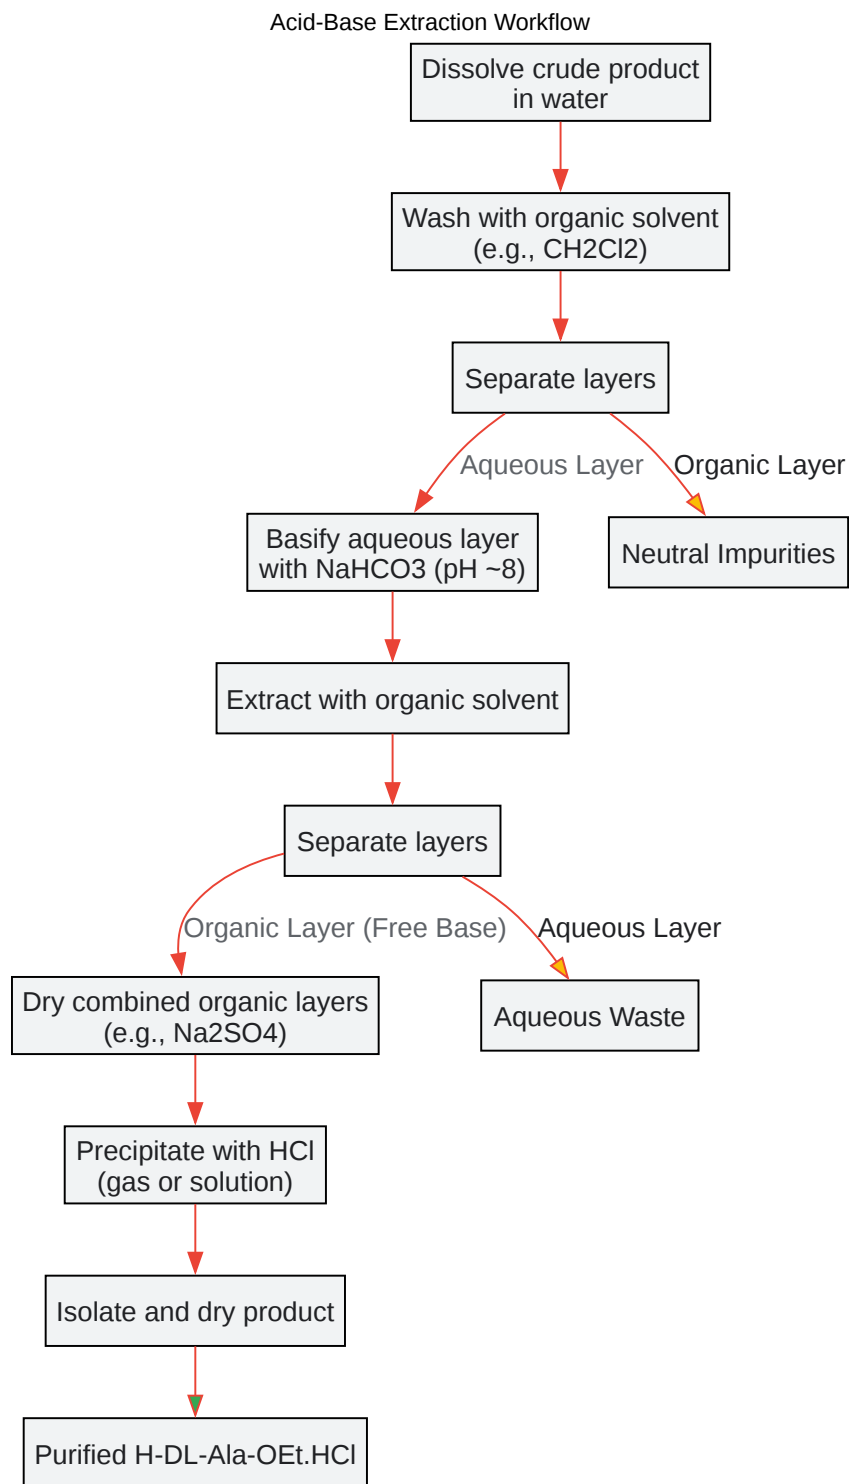 Acid-Base Extraction Workflow
Dissolve crude product
in water
Wash with organic solvent
(e.g., CH2Cl2)
Separate layers
Aqueous Layer
Organic Layer
Basify aqueous layer
with NaHCO3 (pH ~8)
Neutral Impurities
Extract with organic solvent
Separate layers
Organic Layer (Free Base)
Aqueous Layer
Dry combined organic layers
(e.g., Na2SO4)
Aqueous Waste
Precipitate with HCl
(gas or solution)
Isolate and dry product
Purified H-DL-Ala-OEt.HCl